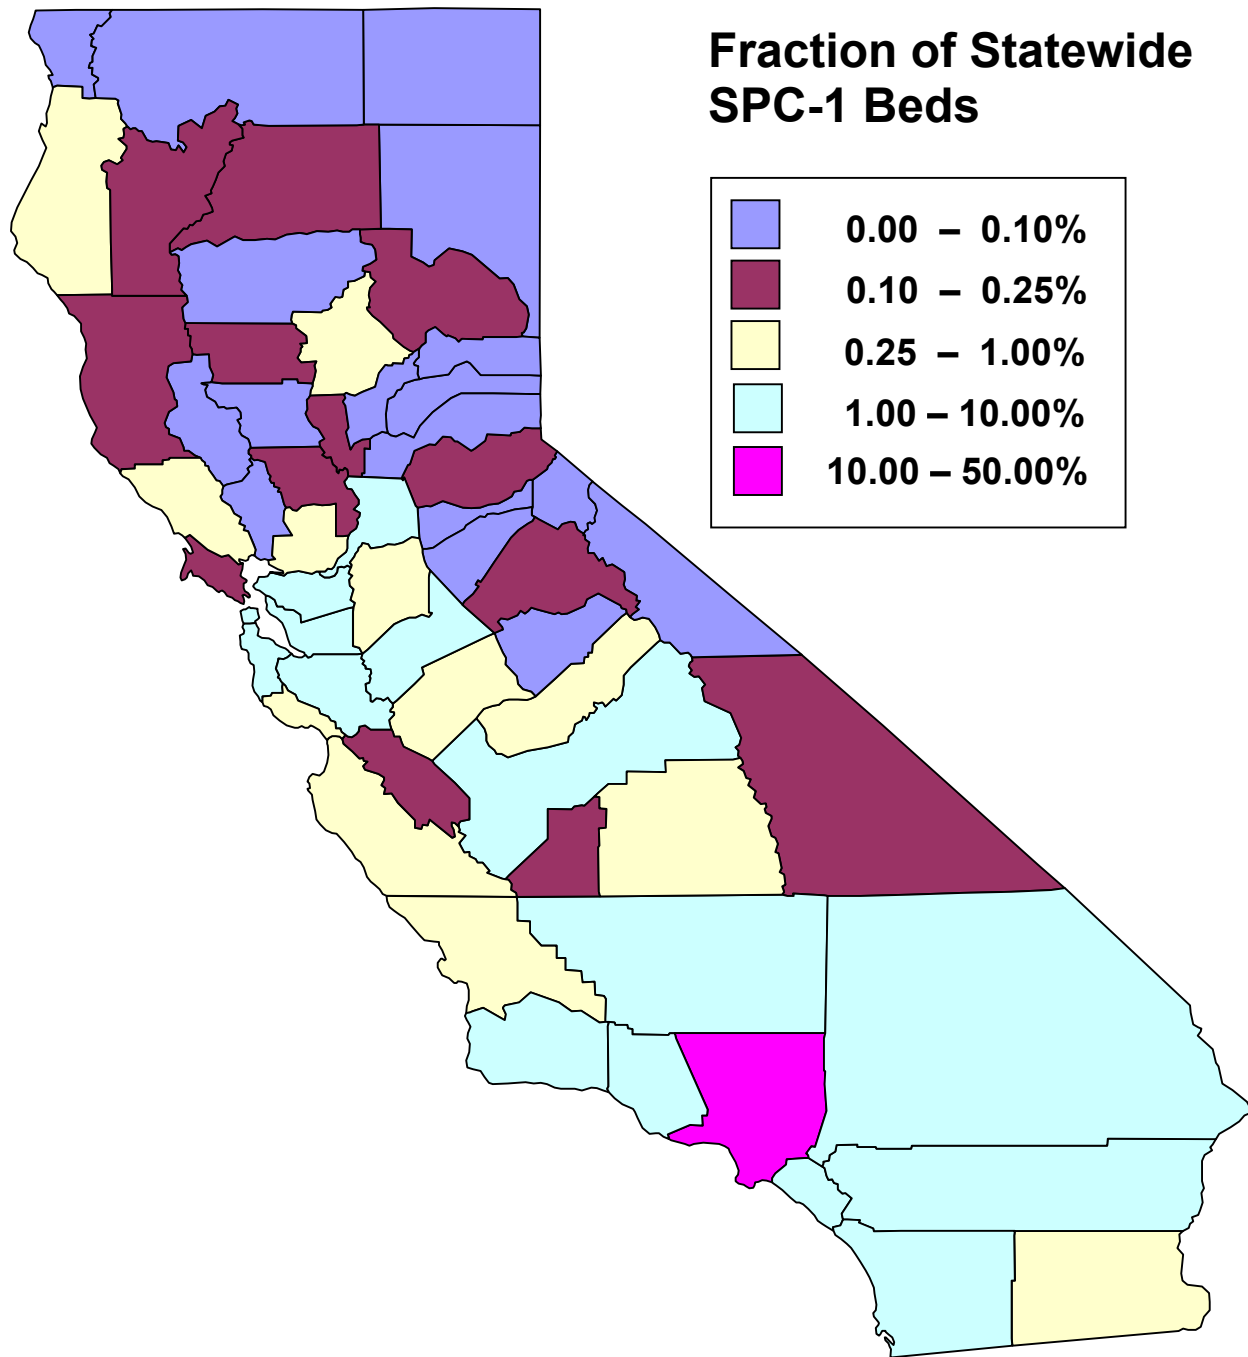 Fraction of Statewide
SPC-1 Beds
0.00 – 0.10%
0.10 – 0.25%
0.25 – 1.00%
1.00 – 10.00%
10.00 – 50.00%